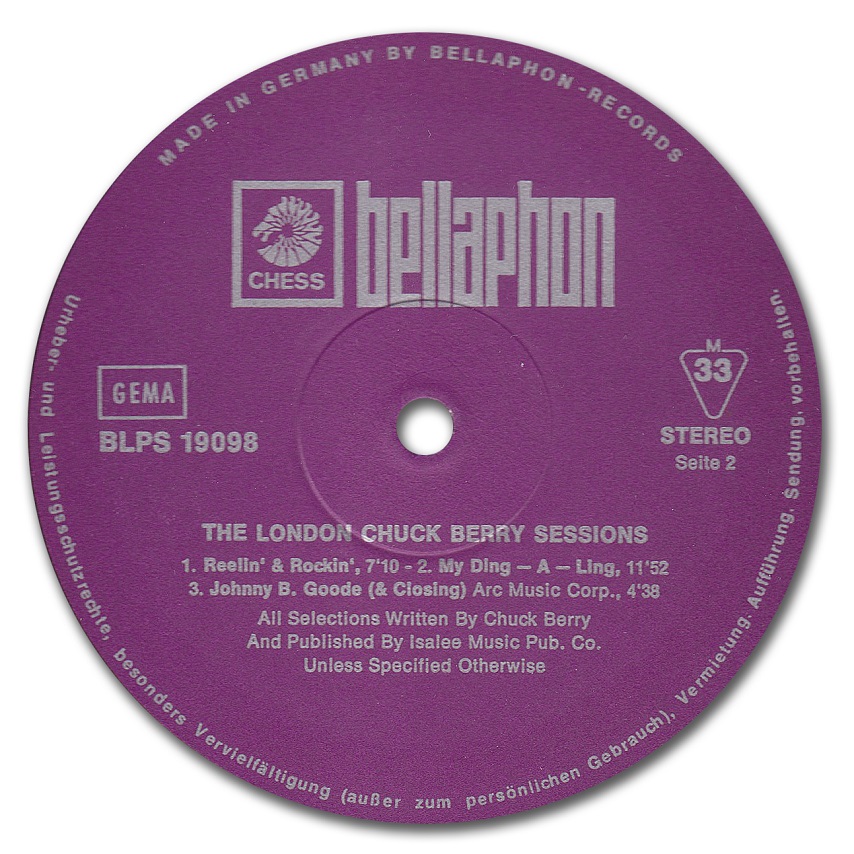 MADE IN GERMANY BY BELLAPHON-RECORDS
CHESS
bellaphon
GEMA
BLPS 19098
M
33
STEREO
Seite 2
THE LONDON CHUCK BERRY SESSIONS
1. Reelin‘ & Rockin‘, 7'10 - 2. My Ding — A — Ling, 11'52
3. Johnny B. Goode (& Closing) Arc Music Corp., 4'38
All Selections Written By Chuck Berry
And Published By Isalee Music Pub. Co.
Unless Specified Otherwise
Urheber- und Leistungsschutzrechte, besonders Vervielfältigung (außer zum persönlichen Gebrauch), Vermietung. Aufführung. Sendung, vorbehalten.